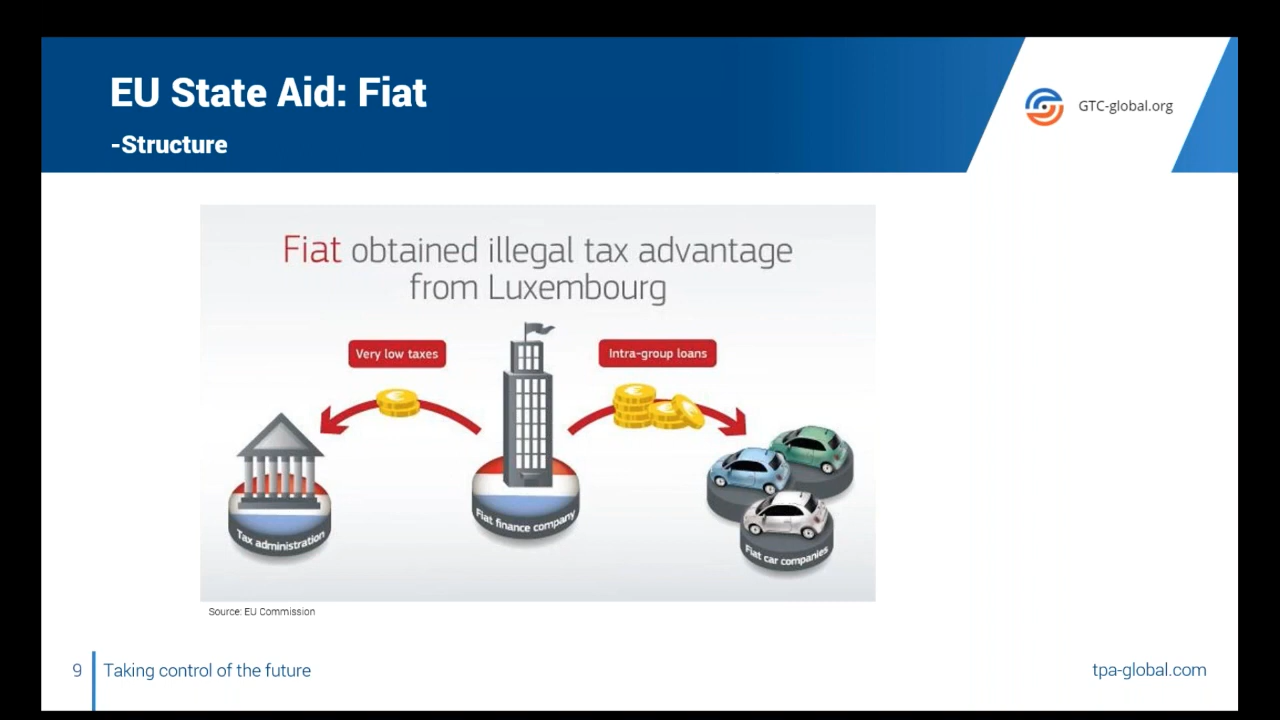 EU State Aid: Fiat
-Structure
GTC-global.org
Fiat obtained illegal tax advantage
from Luxembourg
Very low taxes
Intra-group loans
Tax administration
Fiat finance company
Fiat car companies
Source: EU Commission
9
Taking control of the future
tpa-global.com